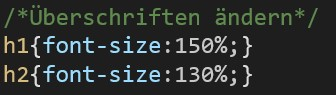 /*Überschriften ändern*/
h1{font-size:150%;}
h2{font-size:130%;}